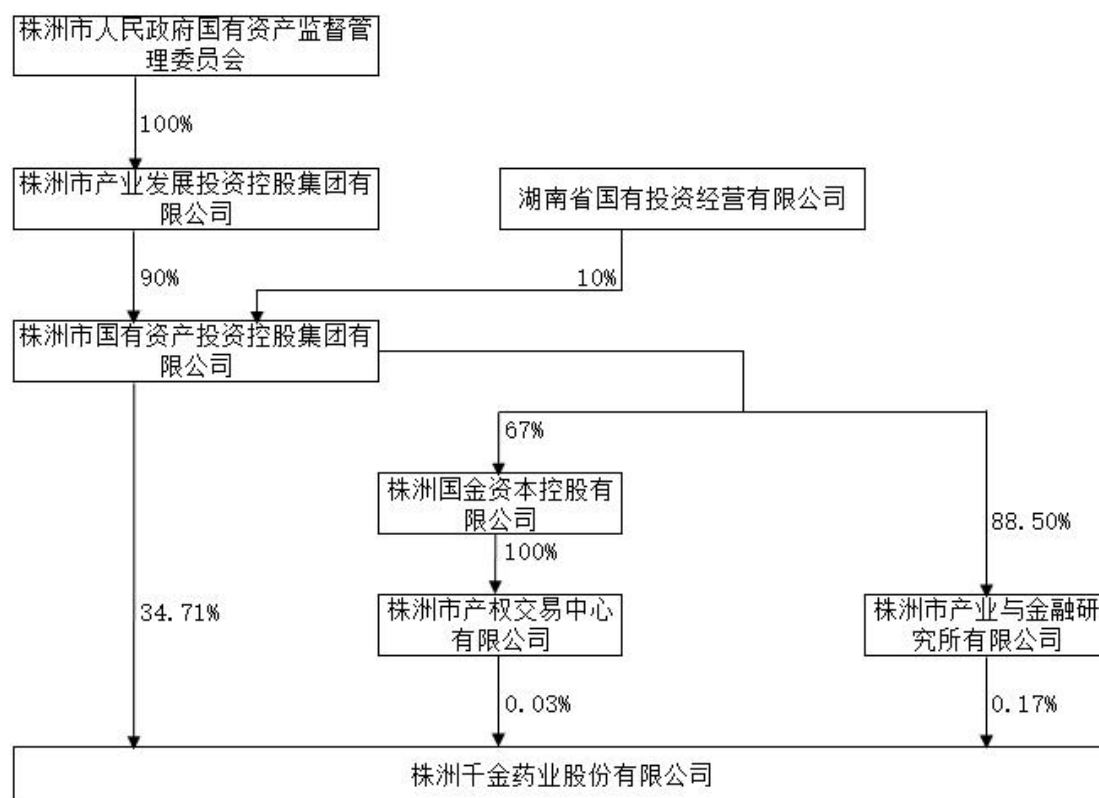 株洲市人民政府国有资产监督管
理委员会
100%
株洲市产业发展投资控股集团有
限公司
湖南省国有投资经营有限公司
90%
10%
株洲市国有资产投资控股集团有
限公司
67%
株洲国金资本控股有
限公司
88.50%
100%
34.71%
株洲市产权交易中心
有限公司
株洲市产业与金融研
究所有限公司
0.03%
0.17%
株洲千金药业股份有限公司